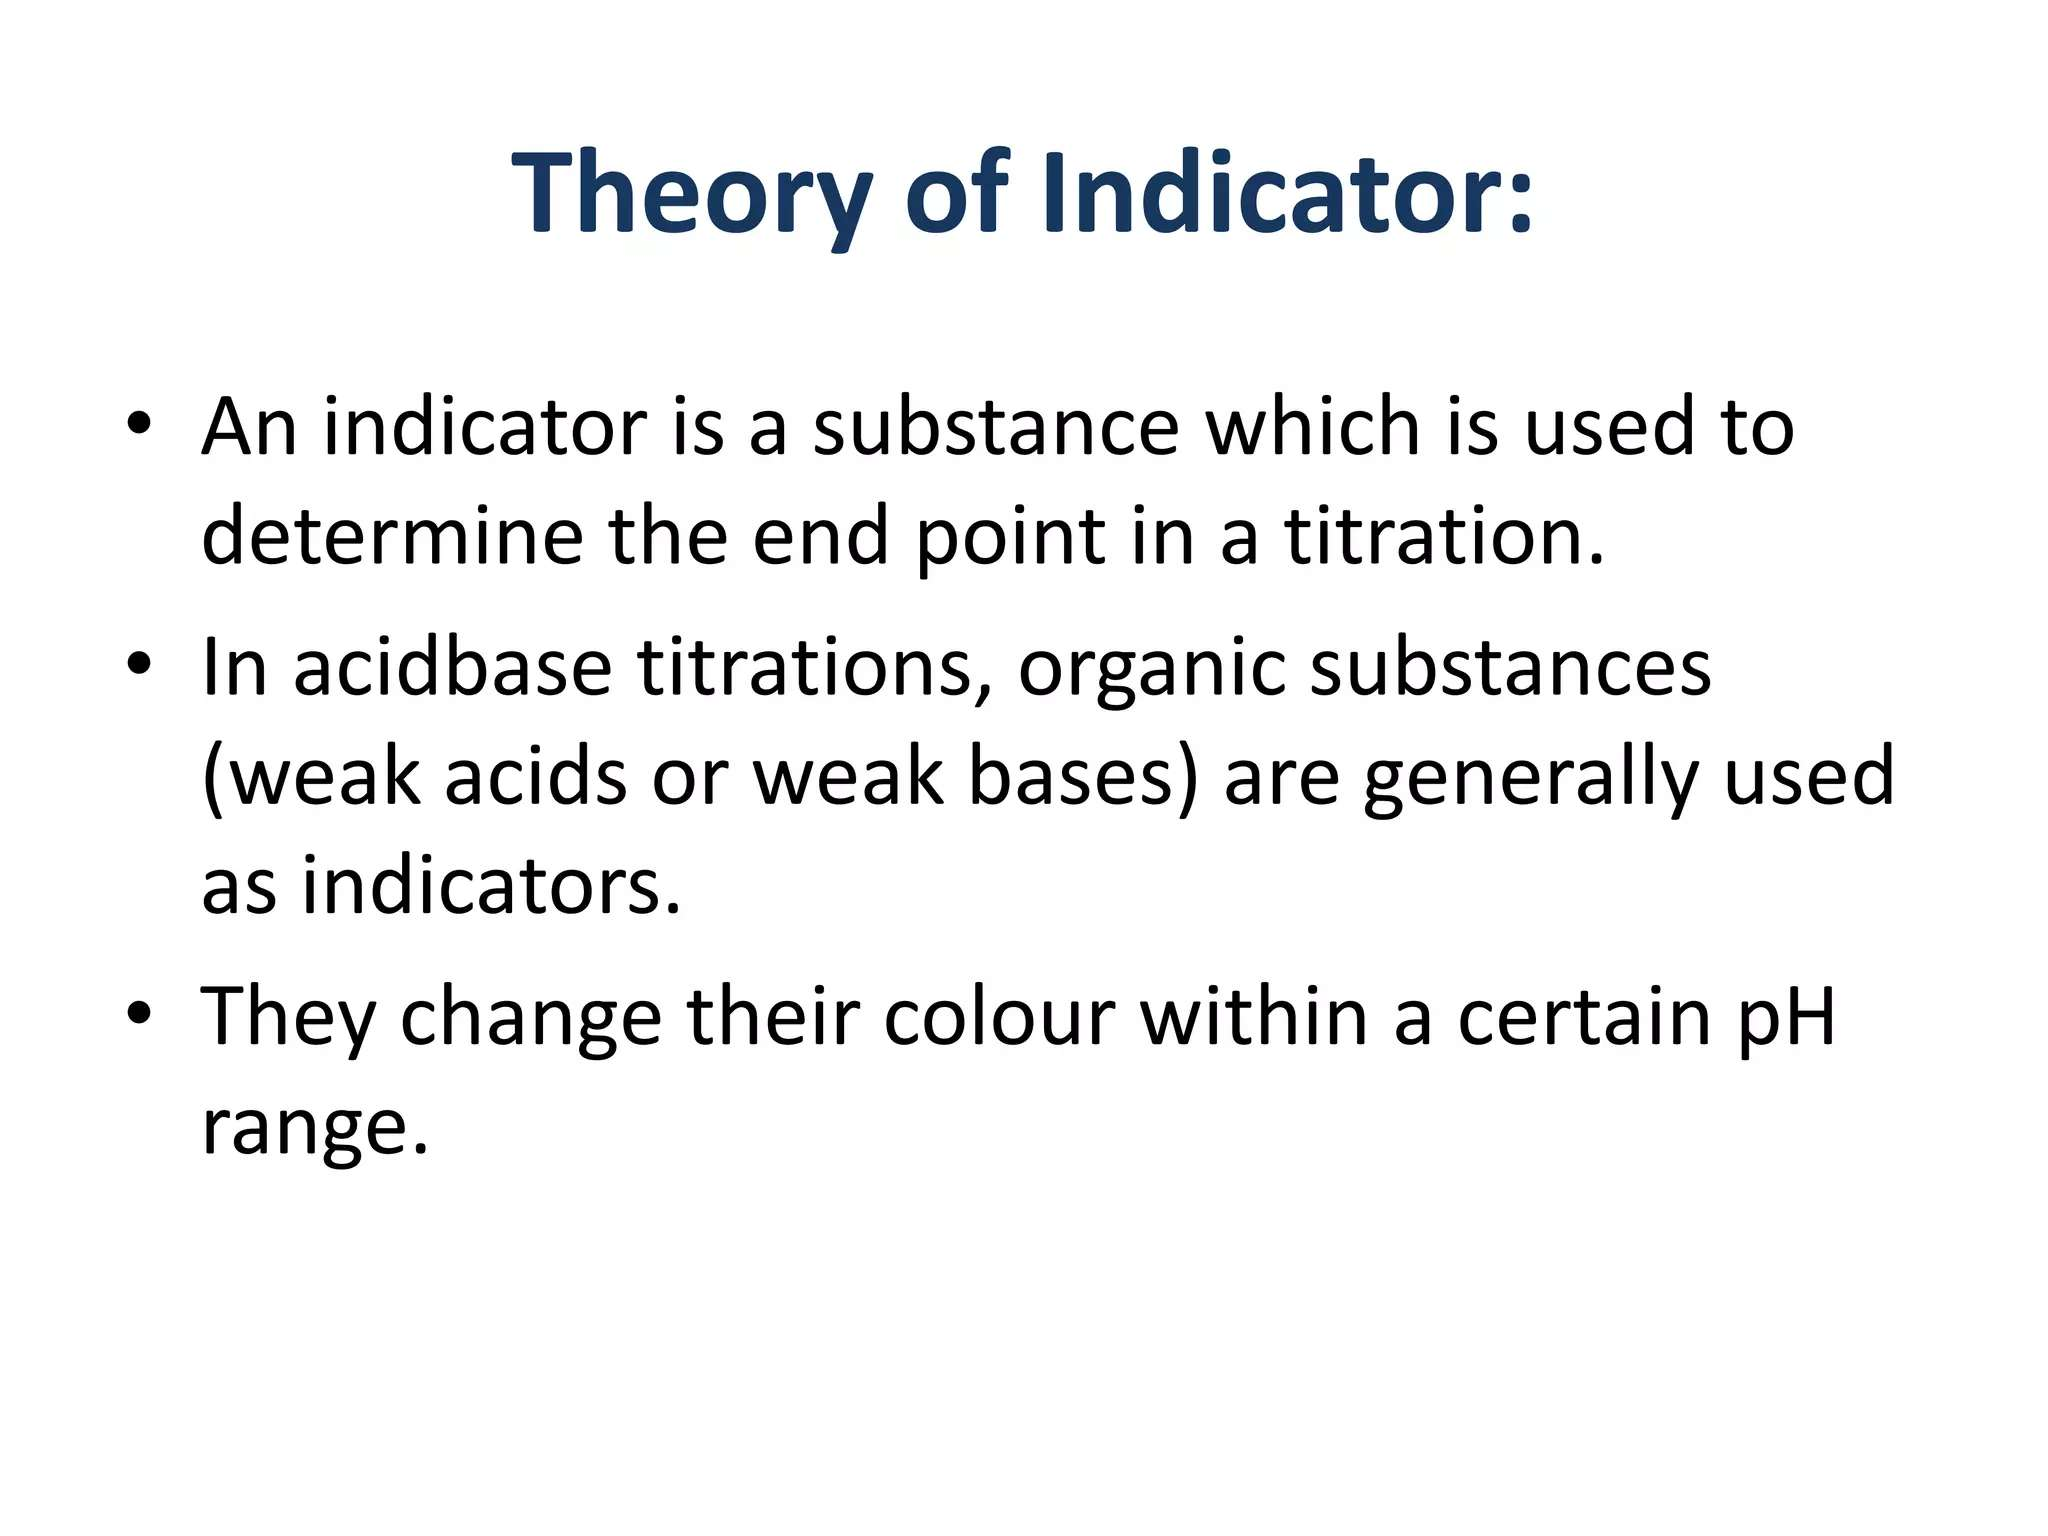 Theory of Indicator:
• An indicator is a substance which is used to
determine the end point in a titration.
• In acidbase titrations, organic substances
(weak acids or weak bases) are generally used
as indicators.
• They change their colour within a certain pH
range.